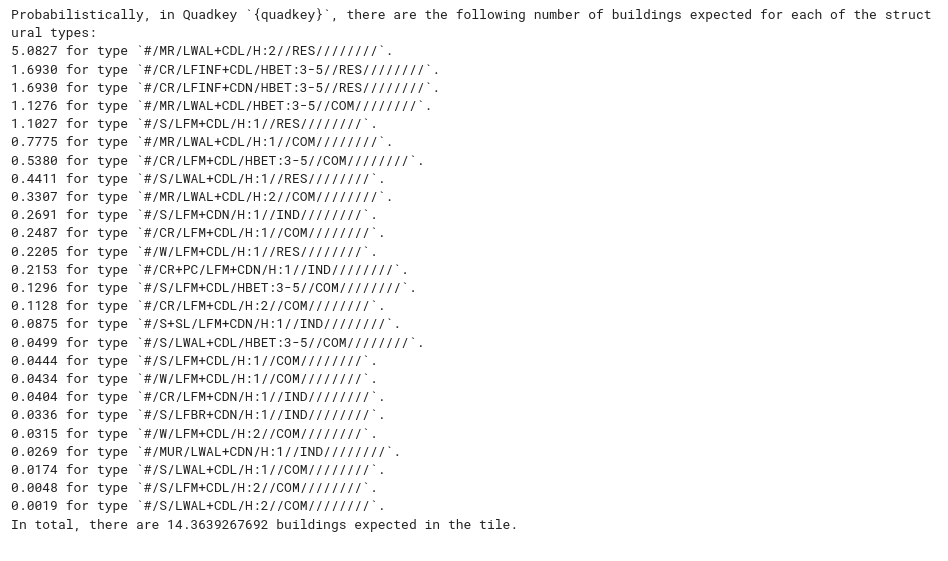 Probabilistically, in Quadkey `{quadkey}`, there are the following number of buildings expected for each of the struct
ural types:
5.0827 for type `#/MR/LWAL+CDL/H:2//RES////////`.
1.6930 for type `#/CR/LFINF+CDL/HBET:3-5//RES////////`.
1.6930 for type `#/CR/LFINF+CDN/HBET:3-5//RES////////`.
1.1276 for type `#/MR/LWAL+CDL/HBET:3-5//COM////////`.
1.1027 for type `#/S/LFM+CDL/H:1//RES////////`.
0.7775 for type `#/MR/LWAL+CDL/H:1//COM////////`.
0.5380 for type `#/CR/LFM+CDL/HBET:3-5//COM////////`.
0.4411 for type `#/S/LWAL+CDL/H:1//RES////////`.
0.3307 for type `#/MR/LWAL+CDL/H:2//COM////////`.
0.2691 for type `#/S/LFM+CDN/H:1//IND////////`.
0.2487 for type `#/CR/LFM+CDL/H:1//COM////////`.
0.2205 for type `#/W/LFM+CDL/H:1//RES////////`.
0.2153 for type `#/CR+PC/LFM+CDN/H:1//IND////////`.
0.1296 for type `#/S/LFM+CDL/HBET:3-5//COM////////`.
0.1128 for type `#/CR/LFM+CDL/H:2//COM////////`.
0.0875 for type `#/S+SL/LFM+CDN/H:1//IND////////`.
0.0499 for type `#/S/LWAL+CDL/HBET:3-5//COM////////`.
0.0444 for type `#/S/LFM+CDL/H:1//COM////////`.
0.0434 for type `#/W/LFM+CDL/H:1//COM////////`.
0.0404 for type `#/CR/LFM+CDN/H:1//IND////////`.
0.0336 for type `#/S/LFBR+CDN/H:1//IND////////`.
0.0315 for type `#/W/LFM+CDL/H:2//COM////////`.
0.0269 for type `#/MUR/LWAL+CDN/H:1//IND////////`.
0.0174 for type `#/S/LWAL+CDL/H:1//COM////////`.
0.0048 for type `#/S/LFM+CDL/H:2//COM////////`.
0.0019 for type `#/S/LWAL+CDL/H:2//COM////////`.
In total, there are 14.3639267692 buildings expected in the tile.